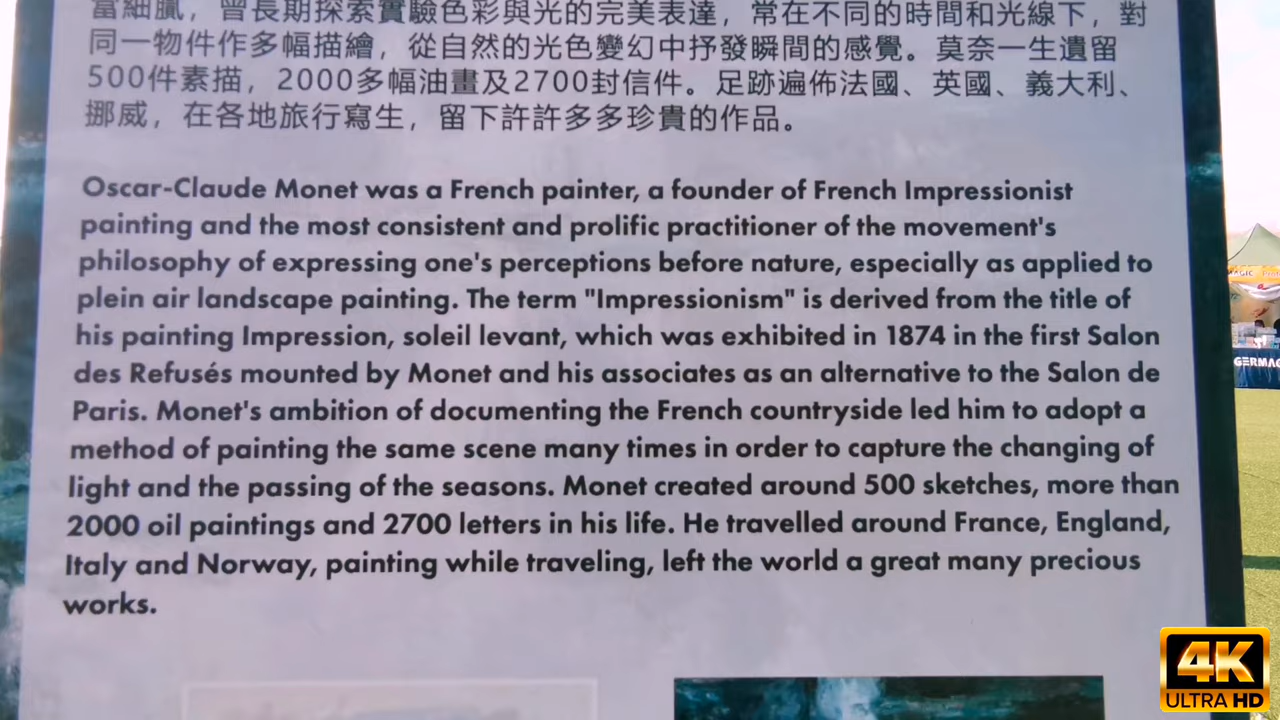 富細膩，曾長期探索實驗色彩與光的完美表達，常在不同的時間和光線下，對
同一物件作多幅描繪，從自然的光色變幻中抒發瞬間的感覺。莫奈一生遺留
500件素描，2000多幅油畫及2700封信件。足跡遍佈法國、英國、義大利、
挪威，在各地旅行寫生，留下許許多多珍貴的作品。
Oscar-Claude Monet was a French painter, a founder of French Impressionist
painting and the most consistent and prolific practitioner of the movement's
philosophy of expressing one's perceptions before nature, especially as applied to
plein air landscape painting. The term "Impressionism" is derived from the title of
his painting Impression, soleil levant, which was exhibited in 1874 in the first Salon
des Refusés mounted by Monet and his associates as an alternative to the Salon de
Paris. Monet's ambition of documenting the French countryside led him to adopt a
method of painting the same scene many times in order to capture the changing of
light and the passing of the seasons. Monet created around 500 sketches, more than
2000 oil paintings and 2700 letters in his life. He travelled around France, England,
Italy and Norway, painting while traveling, left the world a great many precious
works.
GERMAG
4K
ULTRA HD